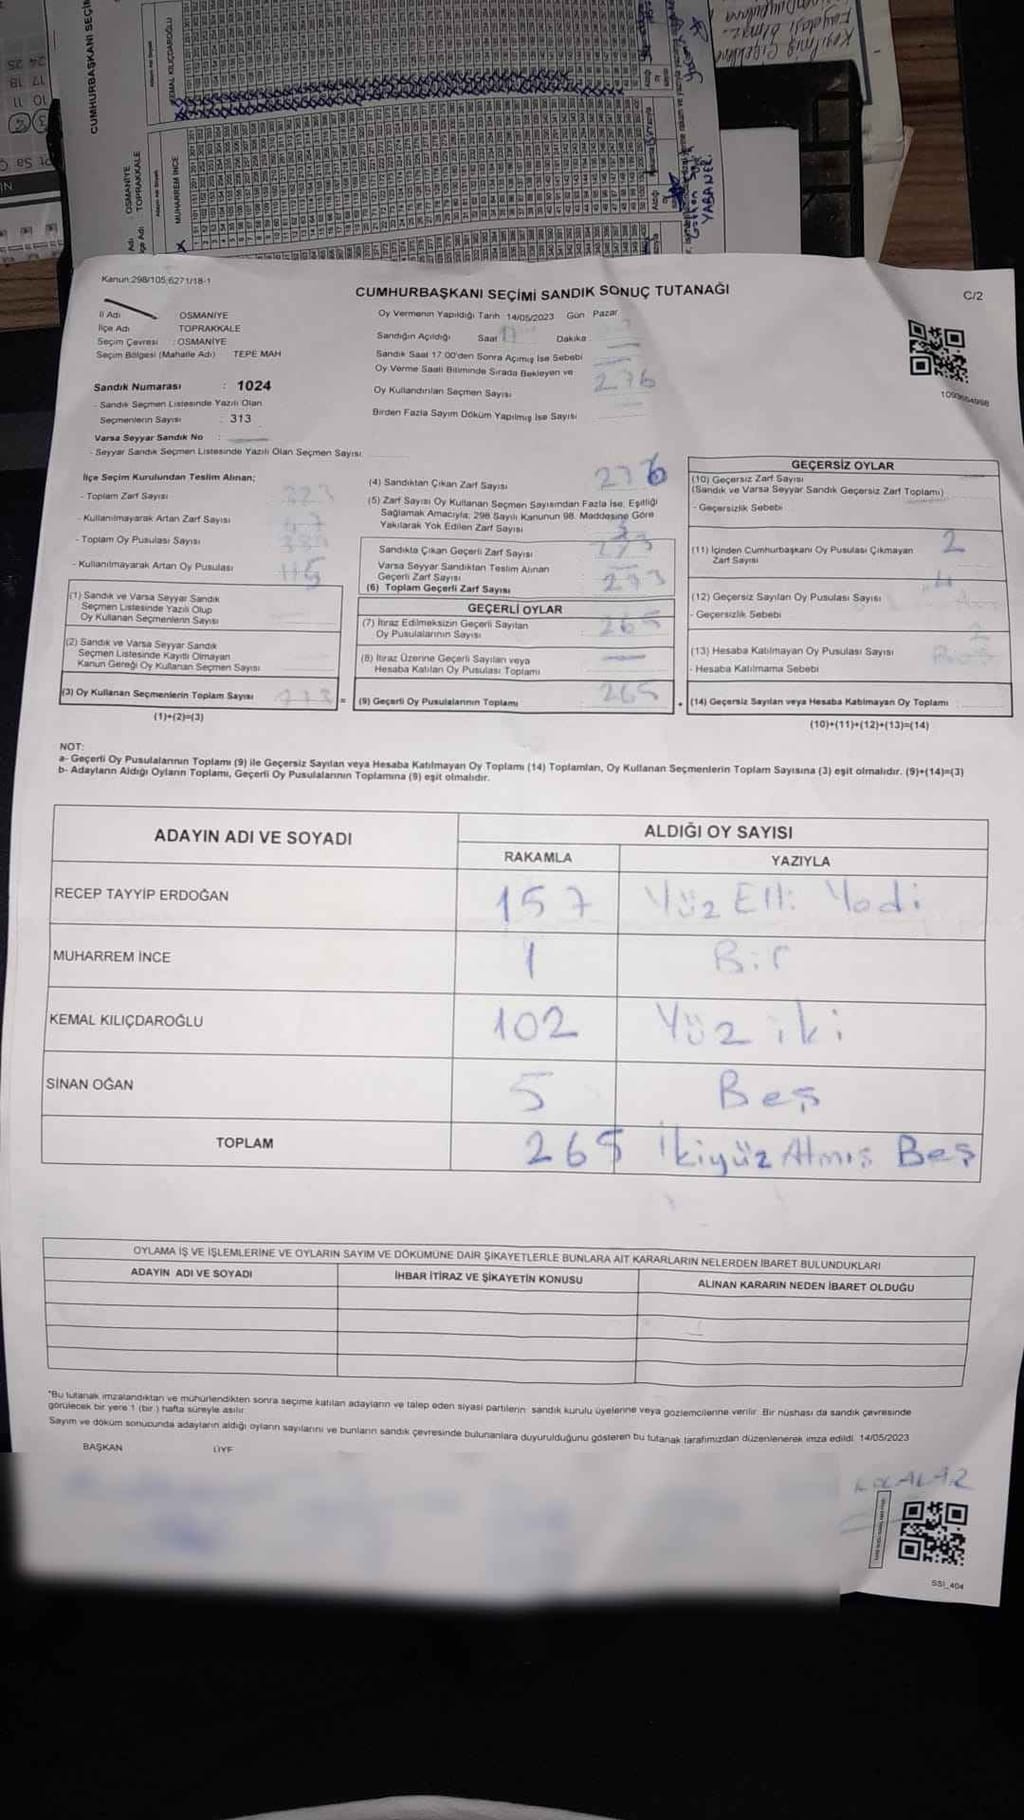 CUMHURBAŞKANI SEÇİM
KEMAL KILIÇDAROĞLU
MUHARREM İNCE
OSMANİYE
TOPRAKKALE
YABANER.
Kanun:298/105,6271/18-1
CUMHURBAŞKANI SEÇİMİ SANDIK SONUÇ TUTANAĞI
C/2
İl Adı : OSMANİYE
İlçe Adı TOPRAKKALE
Seçim Çevresi : OSMANİYE
Seçim Bölgesi (Mahalle Adı) TEPE MAH
Oy Vermenin Yapıldığı Tarih 14/05/2023 Gün Pazar
Sandığın Açıldığı Saat 17 Dakika
Sandık Saat 17.00'den Sonra Açılmış İse Sebebi
Oy Verme Saati Bitiminde Sırada Bekleyen ve
Oy Kullandırılan Seçmen Sayısı 276
Birden Fazla Sayım Döküm Yapılmış İse Sayısı
Sandık Numarası : 1024
- Sandık Seçmen Listesinde Yazılı Olan
Seçmenlerin Sayısı : 313
Varsa Seyyar Sandık No :
- Seyyar Sandık Seçmen Listesinde Yazılı Olan Seçmen Sayısı:
İlçe Seçim Kurulundan Teslim Alınan;
- Toplam Zarf Sayısı
- Kullanılmayarak Artan Zarf Sayısı 47
- Toplam Oy Pusulası Sayısı
- Kullanılmayarak Artan Oy Pusulası 115
(1) Sandık ve Varsa Seyyar Sandık
Seçmen Listesinde Yazılı Olup
Oy Kullanan Seçmenlerin Sayısı
(2) Sandık ve Varsa Seyyar Sandık
Seçmen Listesinde Kayıtlı Olmayan
Kanun Gereği Oy Kullanan Seçmen Sayısı
(3) Oy Kullanan Seçmenlerin Toplam Sayısı
(1)+(2)=(3)
(4) Sandıktan Çıkan Zarf Sayısı 276
(5) Zarf Sayısı Oy Kullanan Seçmen Sayısından Fazla İse, Eşitliği
Sağlamak Amacıyla; 298 Sayılı Kanunun 98. Maddesine Göre
Yakılarak Yok Edilen Zarf Sayısı 3
Sandıkta Çıkan Geçerli Zarf Sayısı 273
Varsa Seyyar Sandıktan Teslim Alınan
Geçerli Zarf Sayısı
(6) Toplam Geçerli Zarf Sayısı 273
GEÇERLİ OYLAR
(7) İtiraz Edilmeksizin Geçerli Sayılan
Oy Pusulalarının Sayısı 265
(8) İtiraz Üzerine Geçerli Sayılan veya
Hesaba Katılan Oy Pusulası Toplamı
(9) Geçerli Oy Pusulalarının Toplamı 265
GEÇERSİZ OYLAR
(10) Geçersiz Zarf Sayısı
(Sandık ve Varsa Seyyar Sandık Geçersiz Zarf Toplamı)
- Geçersizlik Sebebi
(11) İçinden Cumhurbaşkanı Oy Pusulası Çıkmayan
Zarf Sayısı 2
(12) Geçersiz Sayılan Oy Pusulası Sayısı 4
- Geçersizlik Sebebi
(13) Hesaba Katılmayan Oy Pusulası Sayısı 2
- Hesaba Katılmama Sebebi
(14) Geçersiz Sayılan veya Hesaba Katılmayan Oy Toplamı
(10)+(11)+(12)+(13)=(14)
NOT:
a- Geçerli Oy Pusulalarının Toplamı (9) ile Geçersiz Sayılan veya Hesaba Katılmayan Oy Toplamı (14) Toplamları, Oy Kullanan Seçmenlerin Toplam Sayısına (3) eşit olmalıdır. (9)+(14)=(3)
b- Adayların Aldığı Oyların Toplamı, Geçerli Oy Pusulalarının Toplamına (9) eşit olmalıdır.
ADAYIN ADI VE SOYADI ALDIĞI OY SAYISI
RAKAMLA YAZIYLA
RECEP TAYYİP ERDOĞAN 157 Yüz Elli Yedi
MUHARREM İNCE 1 Bir
KEMAL KILIÇDAROĞLU 102 Yüz iki
SİNAN OĞAN 5 Beş
TOPLAM 265 İkiyüz Atmış Beş
OYLAMA İŞ VE İŞLEMLERİNE VE OYLARIN SAYIM VE DÖKÜMÜNE DAİR ŞİKAYETLERLE BUNLARA AİT KARARLARIN NELERDEN İBARET BULUNDUKLARI
ADAYIN ADI VE SOYADI İHBAR İTİRAZ VE ŞİKAYETİN KONUSU ALINAN KARARIN NEDEN İBARET OLDUĞU
*Bu tutanak imzalandıktan ve mühürlendikten sonra seçime katılan adayların ve talep eden siyasi partilerin sandık kurulu üyelerine veya gözlemcilerine verilir. Bir nüshası da sandık çevresinde
görülecek bir yere 1 (bir) hafta süreyle asılır.
Sayım ve döküm sonucunda adayların aldığı oyların sayılarını ve bunların sandık çevresinde bulunanlara duyurulduğunu gösteren bu tutanak tarafımızdan düzenlenerek imza edildi. 14/05/2023
BAŞKAN ÜYE
SSI_404